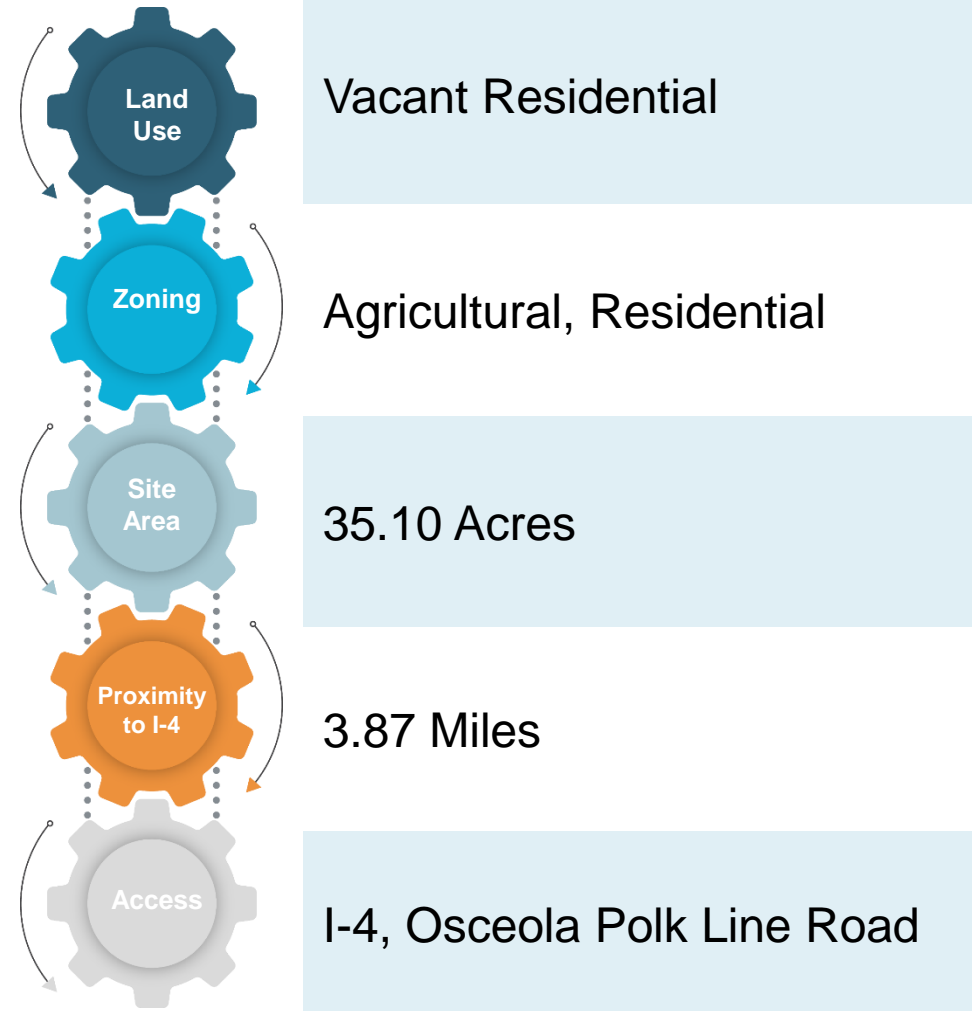 Land
Use
Vacant Residential
Zoning
Agricultural, Residential
Site
Area
35.10 Acres
Proximity
to I-4
3.87 Miles
Access
I-4, Osceola Polk Line Road